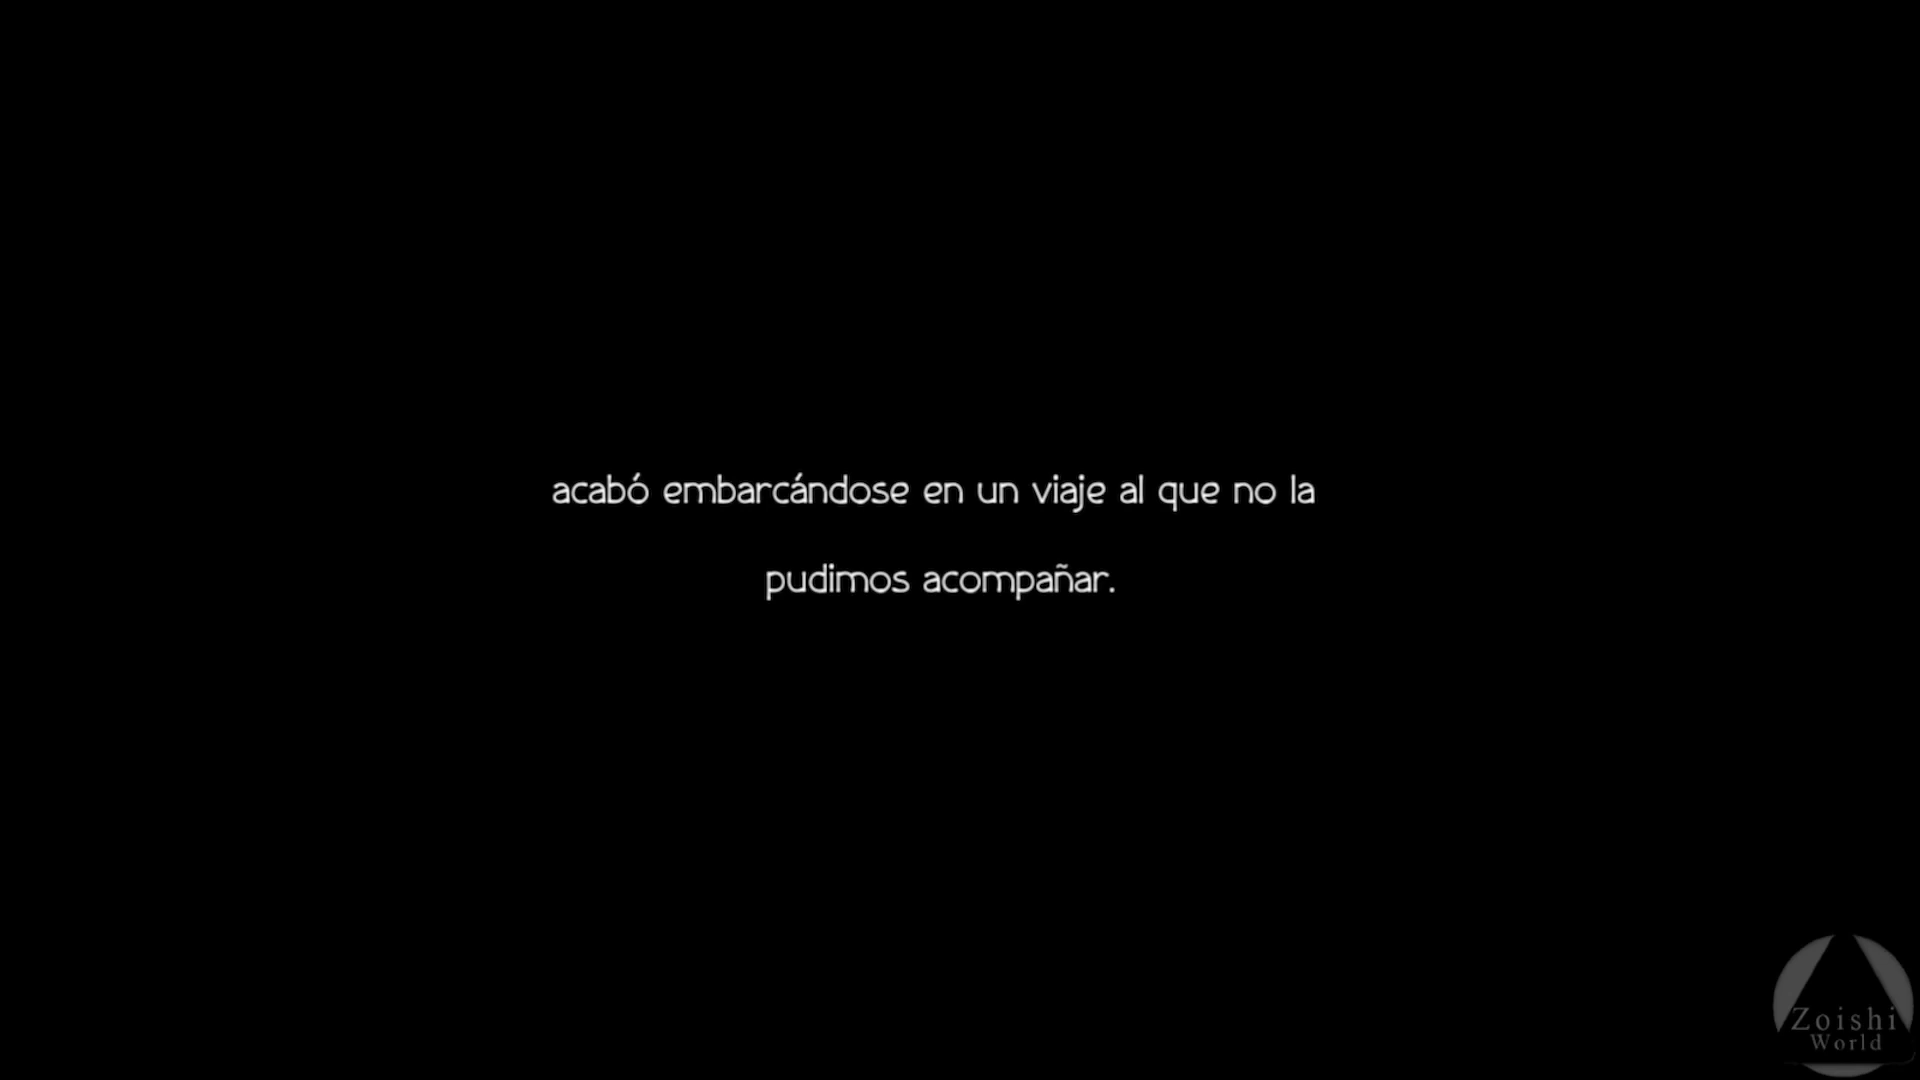 acabó embarcándose en un viaje al que no la
pudimos acompañar.
Zoishi
World